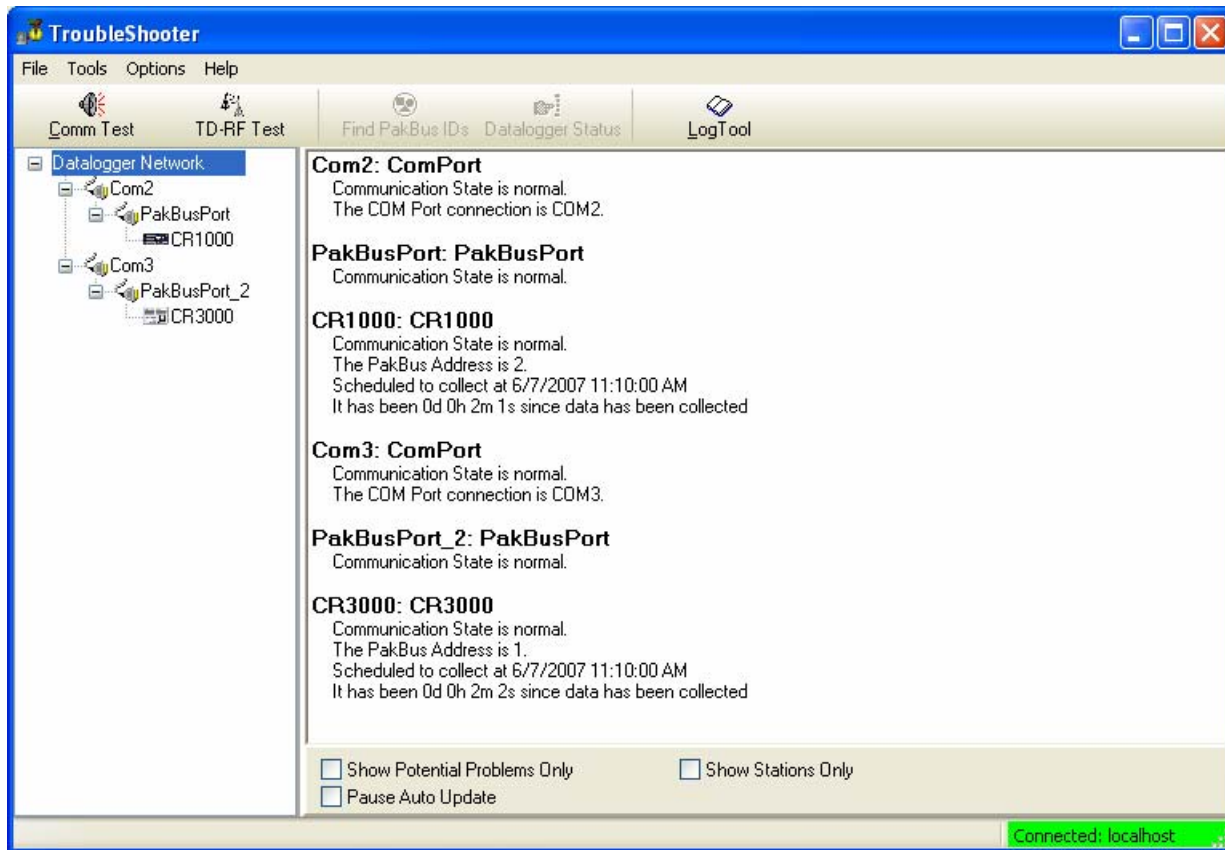 TroubleShooter
File Tools Options Help
Comm Test TD-RF Test Find PakBus IDs Datalogger Status LogTool
Datalogger Network
Com2
PakBusPort
CR1000
Com3
PakBusPort_2
CR3000
Com2: ComPort
Communication State is normal.
The COM Port connection is COM2.
PakBusPort: PakBusPort
Communication State is normal.
CR1000: CR1000
Communication State is normal.
The PakBus Address is 2.
Scheduled to collect at 6/7/2007 11:10:00 AM
It has been 0d 0h 2m 1s since data has been collected
Com3: ComPort
Communication State is normal.
The COM Port connection is COM3.
PakBusPort_2: PakBusPort
Communication State is normal.
CR3000: CR3000
Communication State is normal.
The PakBus Address is 1.
Scheduled to collect at 6/7/2007 11:10:00 AM
It has been 0d 0h 2m 2s since data has been collected
Show Potential Problems Only Show Stations Only
Pause Auto Update
Connected: localhost